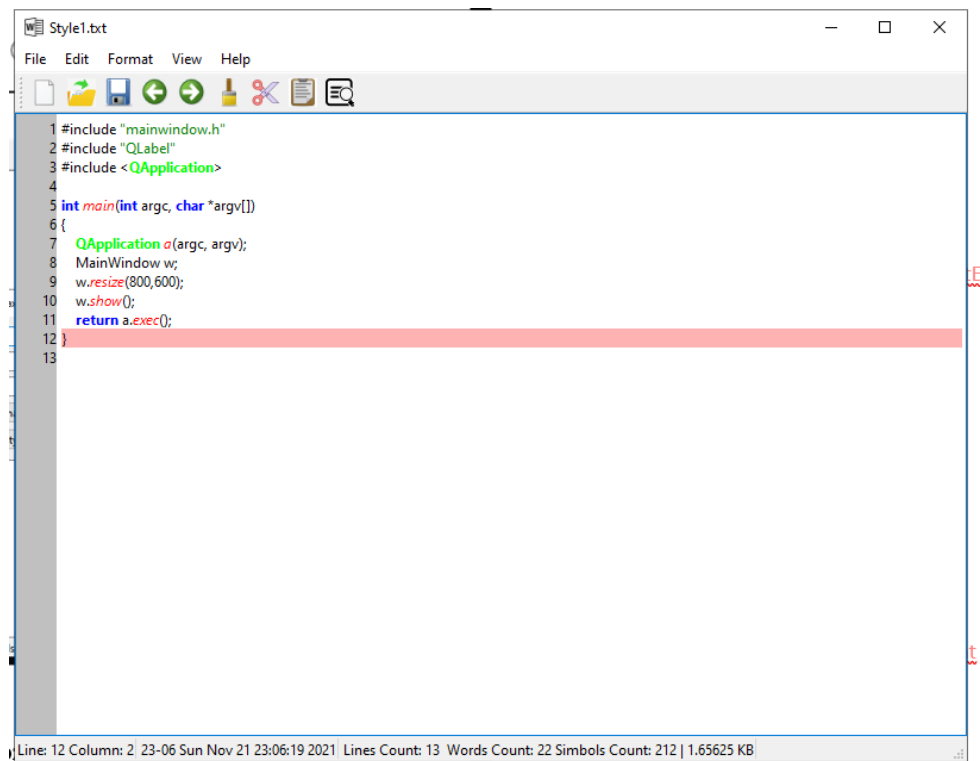 Style1.txt
File Edit Format View Help
1 #include "mainwindow.h"
2 #include "QLabel"
3 #include <QApplication>
4
5 int main(int argc, char *argv[])
6 {
7     QApplication a(argc, argv);
8     MainWindow w;
9     w.resize(800,600);
10     w.show();
11     return a.exec();
12 }
13
Line: 12 Column: 2 23-06 Sun Nov 21 23:06:19 2021 Lines Count: 13 Words Count: 22 Simbols Count: 212 | 1.65625 KB